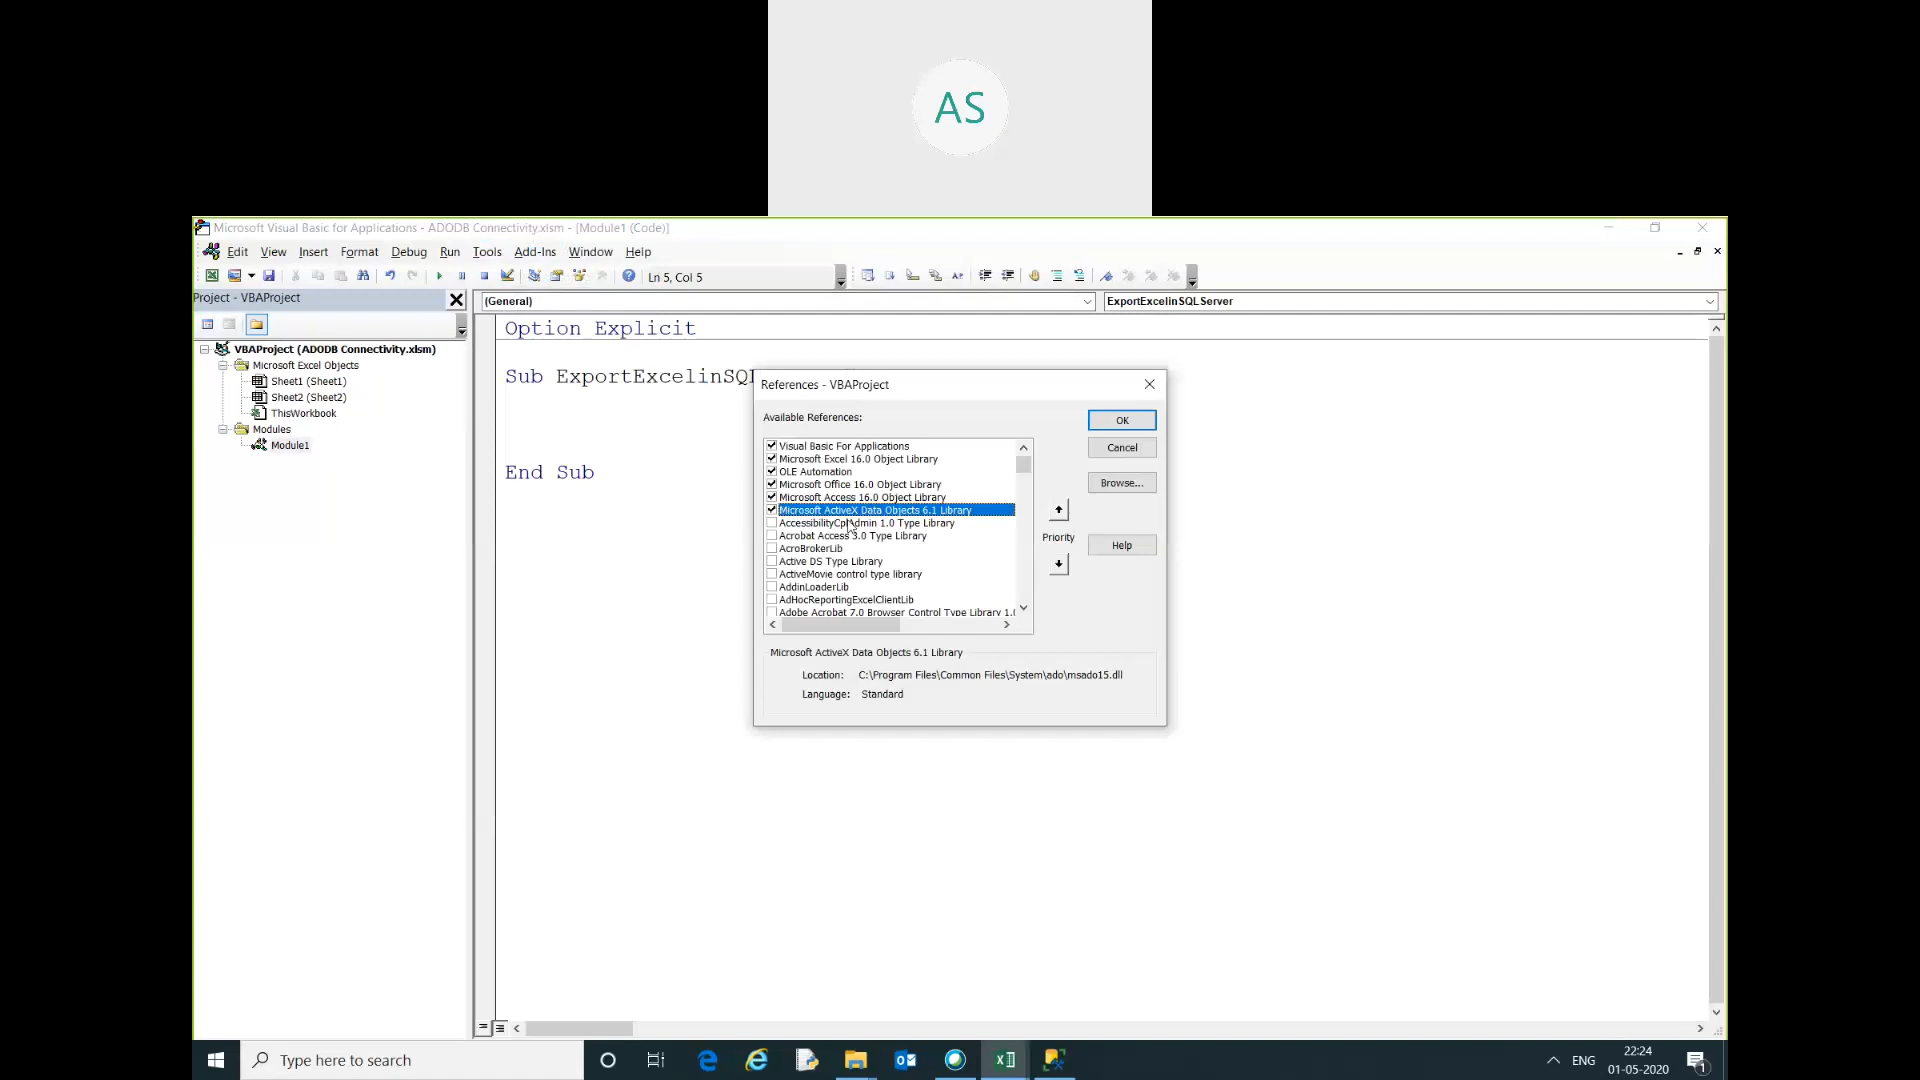 AS
Microsoft Visual Basic for Applications - ADODB Connectivity.xlsm - [Module1 (Code)]
Edit View Insert Format Debug Run Tools Add-Ins Window Help
Ln 5, Col 5
Project - VBAProject
(General)
ExportExcelinSQLServer
VBAProject (ADODB Connectivity.xlsm)
Microsoft Excel Objects
Sheet1 (Sheet1)
Sheet2 (Sheet2)
ThisWorkbook
Modules
Module1
Option Explicit
Sub ExportExcelinSQL
End Sub
References - VBAProject
Available References:
Visual Basic For Applications
Microsoft Excel 16.0 Object Library
OLE Automation
Microsoft Office 16.0 Object Library
Microsoft Access 16.0 Object Library
Microsoft ActiveX Data Objects 6.1 Library
AccessibilityCplAdmin 1.0 Type Library
Acrobat Access 3.0 Type Library
AcroBrokerLib
Active DS Type Library
ActiveMovie control type library
AddinLoaderLib
AdHocReportingExcelClientLib
Adobe Acrobat 7.0 Browser Control Type Library 1.0
OK
Cancel
Browse...
Priority
Help
Microsoft ActiveX Data Objects 6.1 Library
Location: C:\Program Files\Common Files\System\ado\msado15.dll
Language: Standard
Type here to search
ENG
22:24
01-05-2020
1